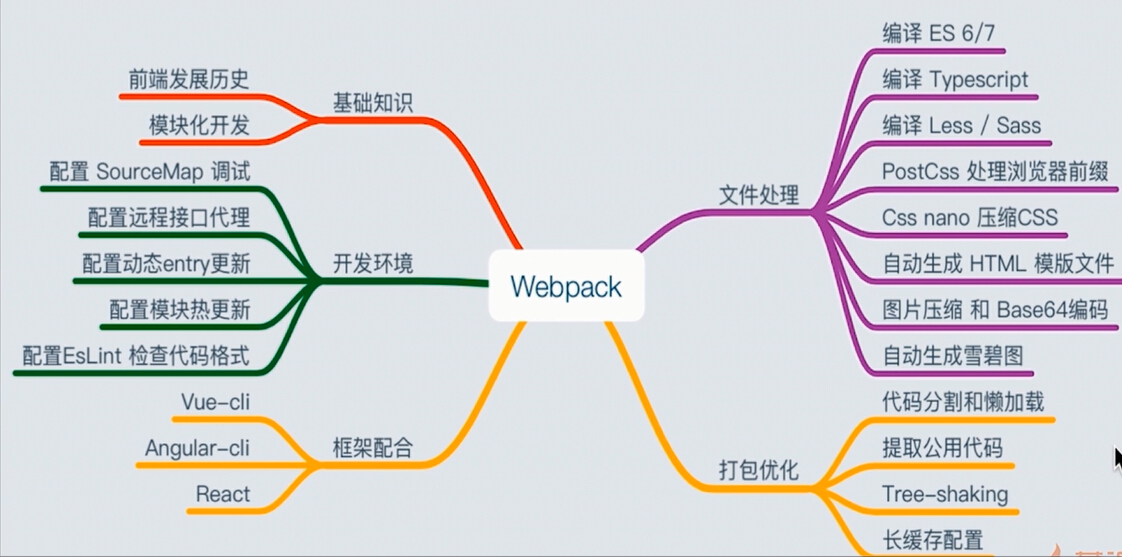 Webpack
基础知识
前端发展历史
模块化开发
开发环境
配置 SourceMap 调试
配置远程接口代理
配置动态entry更新
配置模块热更新
配置EsLint 检查代码格式
框架配合
Vue-cli
Angular-cli
React
文件处理
编译 ES 6/7
编译 Typescript
编译 Less / Sass
PostCss 处理浏览器前缀
Css nano 压缩CSS
自动生成 HTML 模版文件
图片压缩 和 Base64编码
自动生成雪碧图
打包优化
代码分割和懒加载
提取公用代码
Tree-shaking
长缓存配置